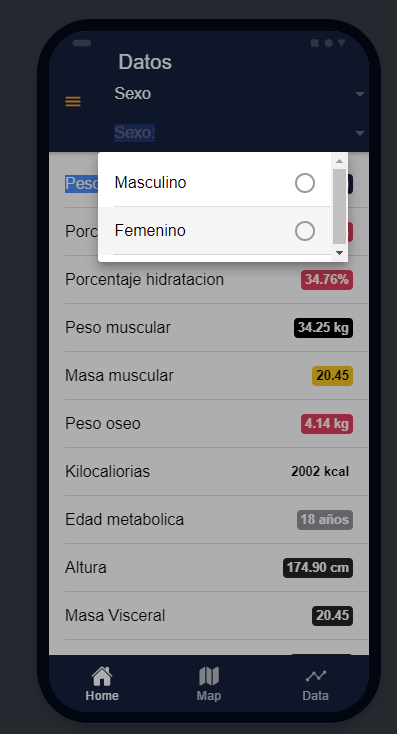 Datos
Sexo
Sexo:
Masculino
Femenino
Peso
Porc
Porcentaje hidratacion 34.76%
Peso muscular 34.25 kg
Masa muscular 20.45
Peso oseo 4.14 kg
Kilocaliorias 2002 kcal
Edad metabolica 18 años
Altura 174.90 cm
Masa Visceral 20.45
Home Map Data